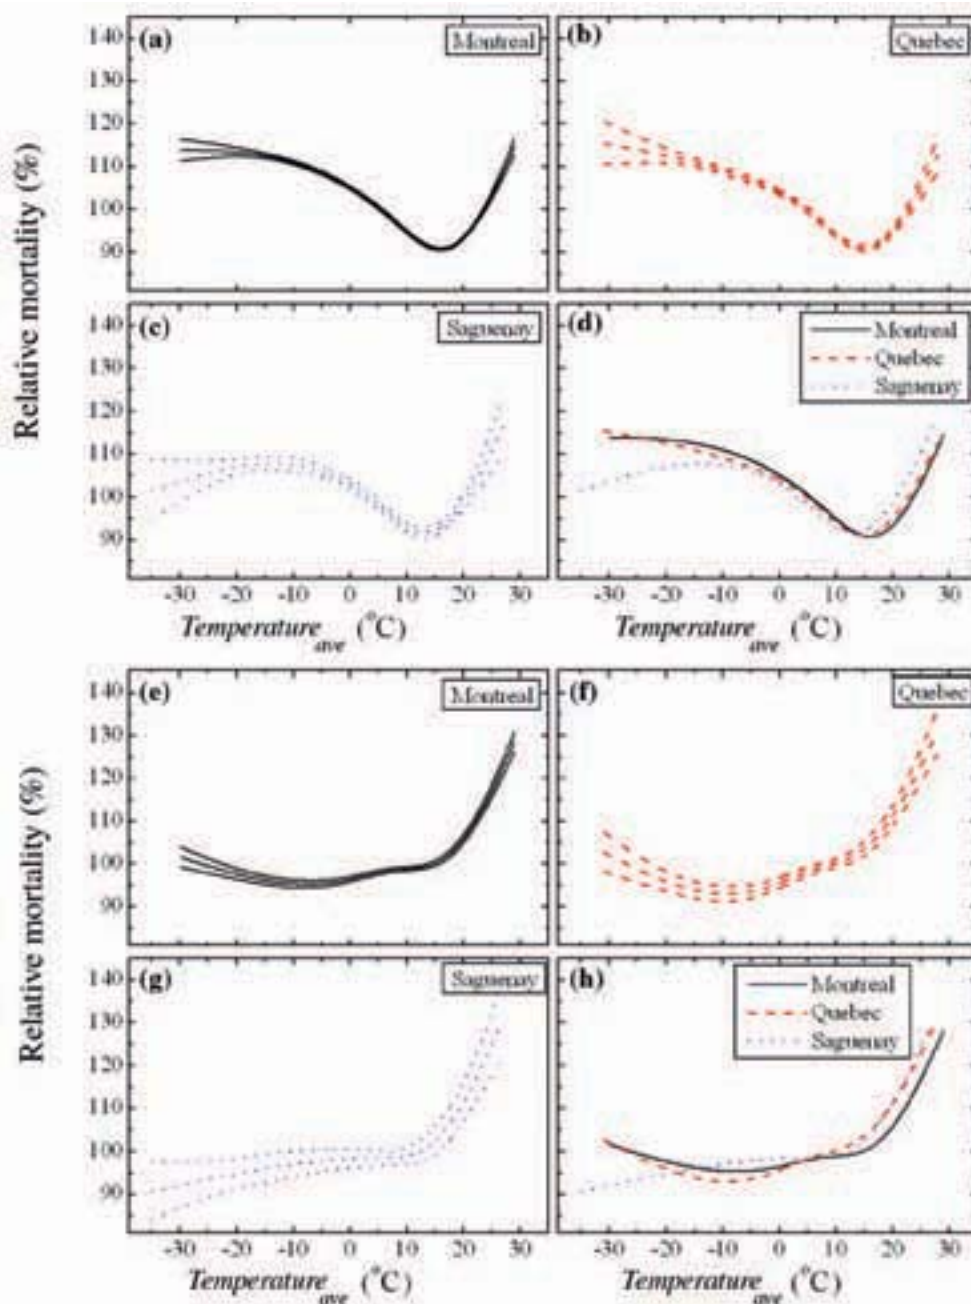 (a) Montreal
(b) Quebec
140
130
120
110
100
90
Relative mortality (%)
(c) Saguenay
(d)
Montreal
Quebec
Saguenay
140
130
120
110
100
90
-30 -20 -10 0 10 20 30
-30 -20 -10 0 10 20 30
Temperature ave (°C)
Temperature ave (°C)
(e) Montreal
(f) Quebec
140
130
120
110
100
90
Relative mortality (%)
(g) Saguenay
(h)
Montreal
Quebec
Saguenay
140
130
120
110
100
90
-30 -20 -10 0 10 20 30
-30 -20 -10 0 10 20 30
Temperature ave (°C)
Temperature ave (°C)